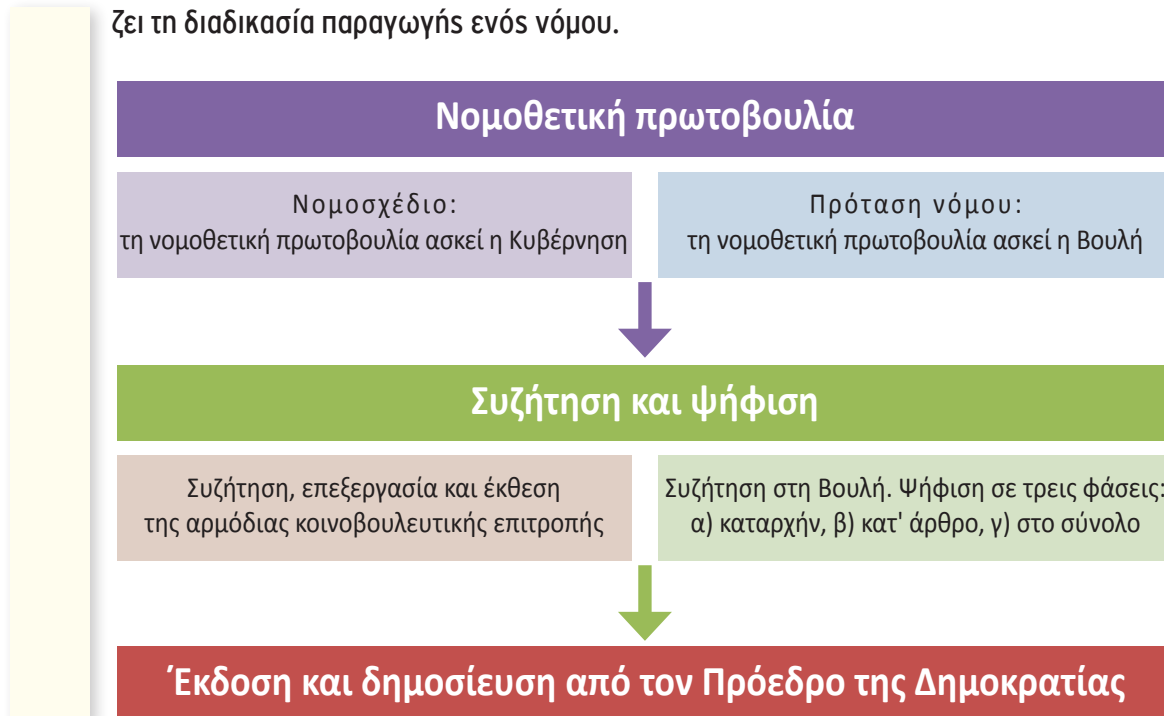 ζει τη διαδικασία παραγωγής ενός νόμου.
Νομοθετική πρωτοβουλία
Νομοσχέδιο:
τη νομοθετική πρωτοβουλία ασκεί η Κυβέρνηση
Πρόταση νόμου:
τη νομοθετική πρωτοβουλία ασκεί η Βουλή
Συζήτηση και ψήφιση
Συζήτηση, επεξεργασία και έκθεση
της αρμόδιας κοινοβουλευτικής επιτροπής
Συζήτηση στη Βουλή. Ψήφιση σε τρεις φάσεις:
α) καταρχήν, β) κατ' άρθρο, γ) στο σύνολο
Έκδοση και δημοσίευση από τον Πρόεδρο της Δημοκρατίας